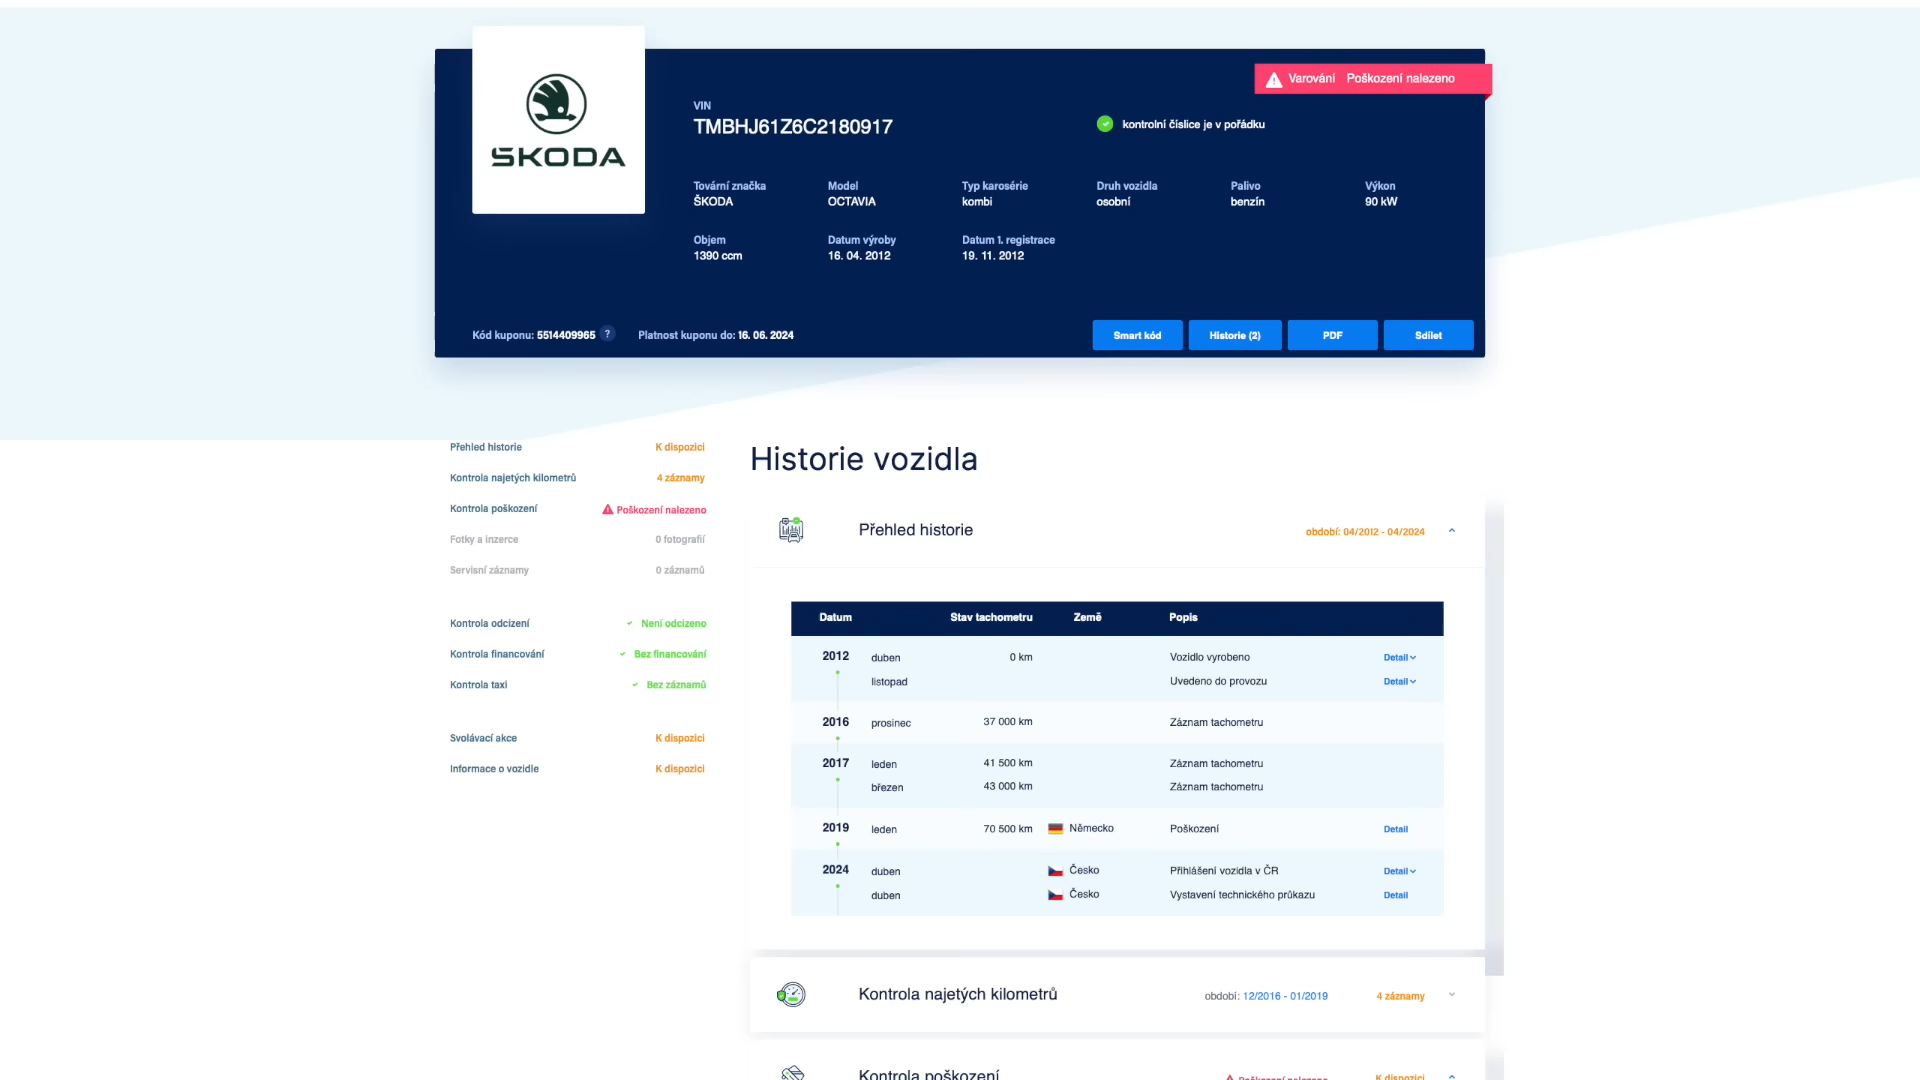 Varování Poškození nalezeno
ŠKODA
VIN
TMBHJ61Z6C2180917
kontrolní číslice je v pořádku
Tovární značka Model Typ karosérie Druh vozidla Palivo Výkon
ŠKODA OCTAVIA kombi osobní benzín 90 kW
Objem Datum výroby Datum 1. registrace
1390 ccm 16. 04. 2012 19. 11. 2012
Kód kuponu: 5514409965 ? Platnost kuponu do: 16. 06. 2024
Smart kód Historie (2) PDF Sdílet
Přehled historie K dispozici
Kontrola najetých kilometrů 4 záznamy
Kontrola poškození Poškození nalezeno
Fotky a inzerce 0 fotografií
Servisní záznamy 0 záznamů
Kontrola odcizení Není odcizeno
Kontrola financování Bez financování
Kontrola taxi Bez záznamů
Svolávací akce K dispozici
Informace o vozidle K dispozici
Historie vozidla
Přehled historie období: 04/2012 - 04/2024
Datum Stav tachometru Země Popis
2012 duben 0 km Vozidlo vyrobeno Detail
listopad Uvedeno do provozu Detail
2016 prosinec 37 000 km Záznam tachometru
2017 leden 41 500 km Záznam tachometru
březen 43 000 km Záznam tachometru
2019 leden 70 500 km Německo Poškození Detail
2024 duben Česko Přihlášení vozidla v ČR Detail
duben Česko Vystavení technického průkazu Detail
Kontrola najetých kilometrů období: 12/2016 - 01/2019 4 záznamy
Kontrola poškození Poškození nalezeno K dispozici